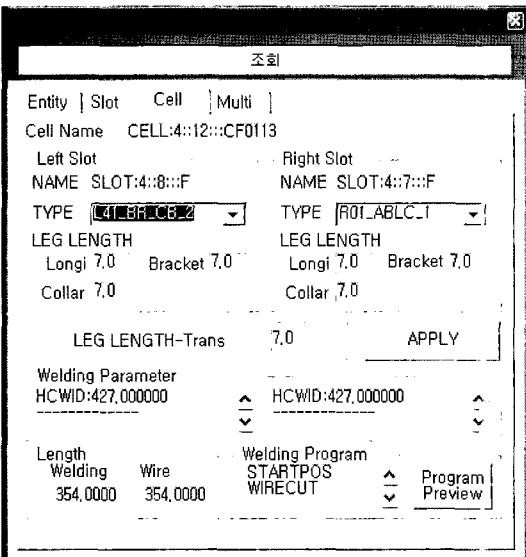 조회
Entity Slot Cell Multi
Cell Name CELL:4::12:::CF0113
Left Slot Right Slot
NAME SLOT:4::8:::F NAME SLOT:4::7:::F
TYPE L41_BR_CB_2 TYPE R01_ABLC_1
LEG LENGTH LEG LENGTH
Longi 7.0 Bracket 7.0 Longi 7.0 Bracket 7.0
Collar 7.0 Collar 7.0
LEG LENGTH-Trans 7.0 APPLY
Welding Parameter
HCWID:427.000000 HCWID:427.000000
------------- -------------
Length Welding Program
Welding Wire STARTPOS
354.0000 354.0000 WIRECUT
Program
Preview